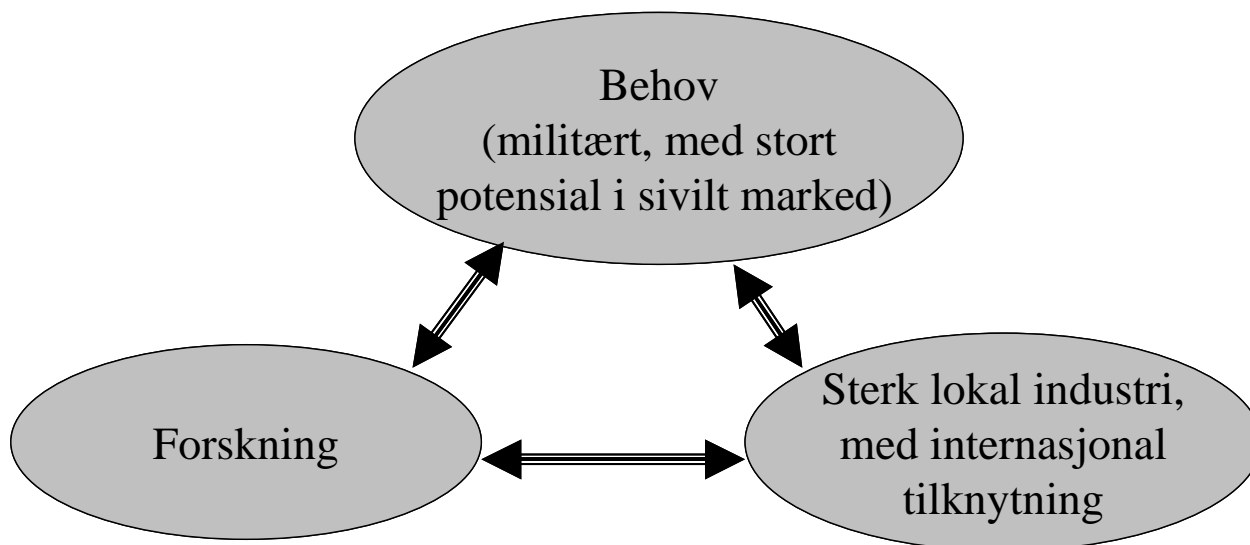 Behov
(militært, med stort
potensial i sivilt marked)
Forskning
Sterk lokal industri,
med internasjonal
tilknytning